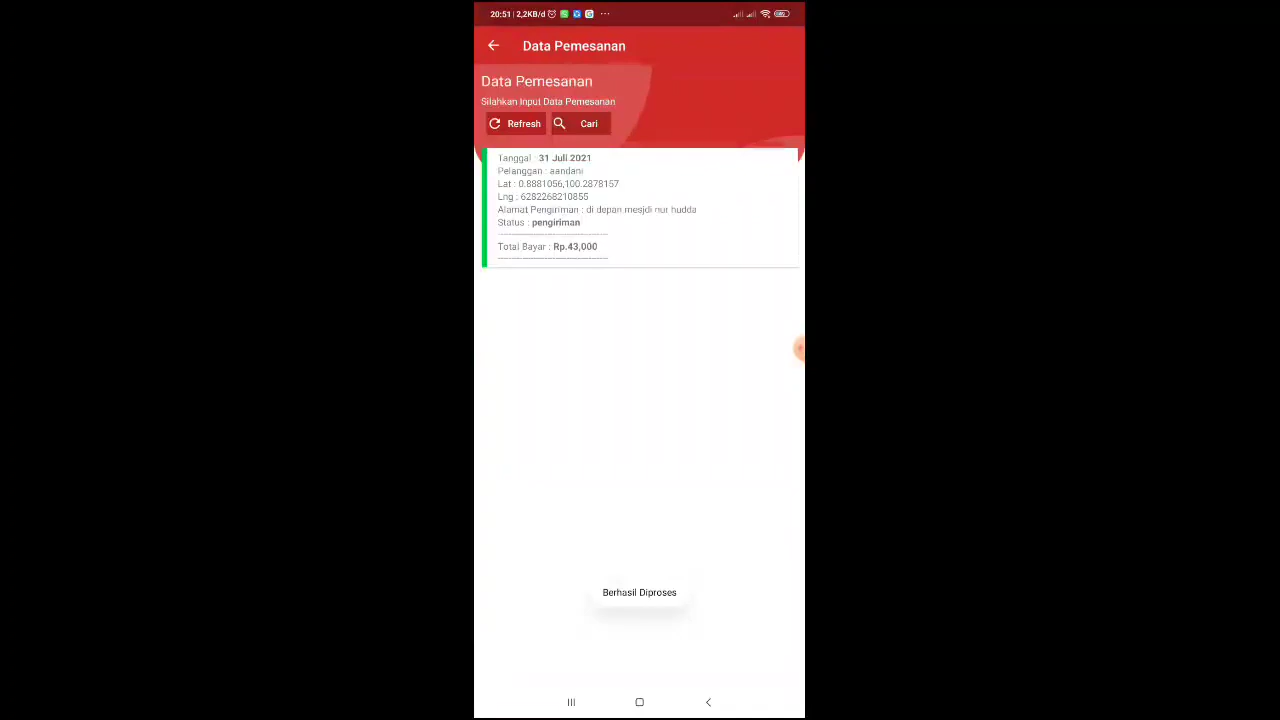 20:51 | 2,2KB/d ...
Data Pemesanan
Data Pemesanan
Silahkan Input Data Pemesanan
Refresh
Cari
Tanggal : 31 Juli 2021
Pelanggan : aandani
Lat : 0.8881056,100.2878157
Lng : 6282268210855
Alamat Pengiriman : di depan mesjdi nur hudda
Status : pengiriman
--------------------------------
Total Bayar : Rp.43,000
--------------------------------
Berhasil Diproses